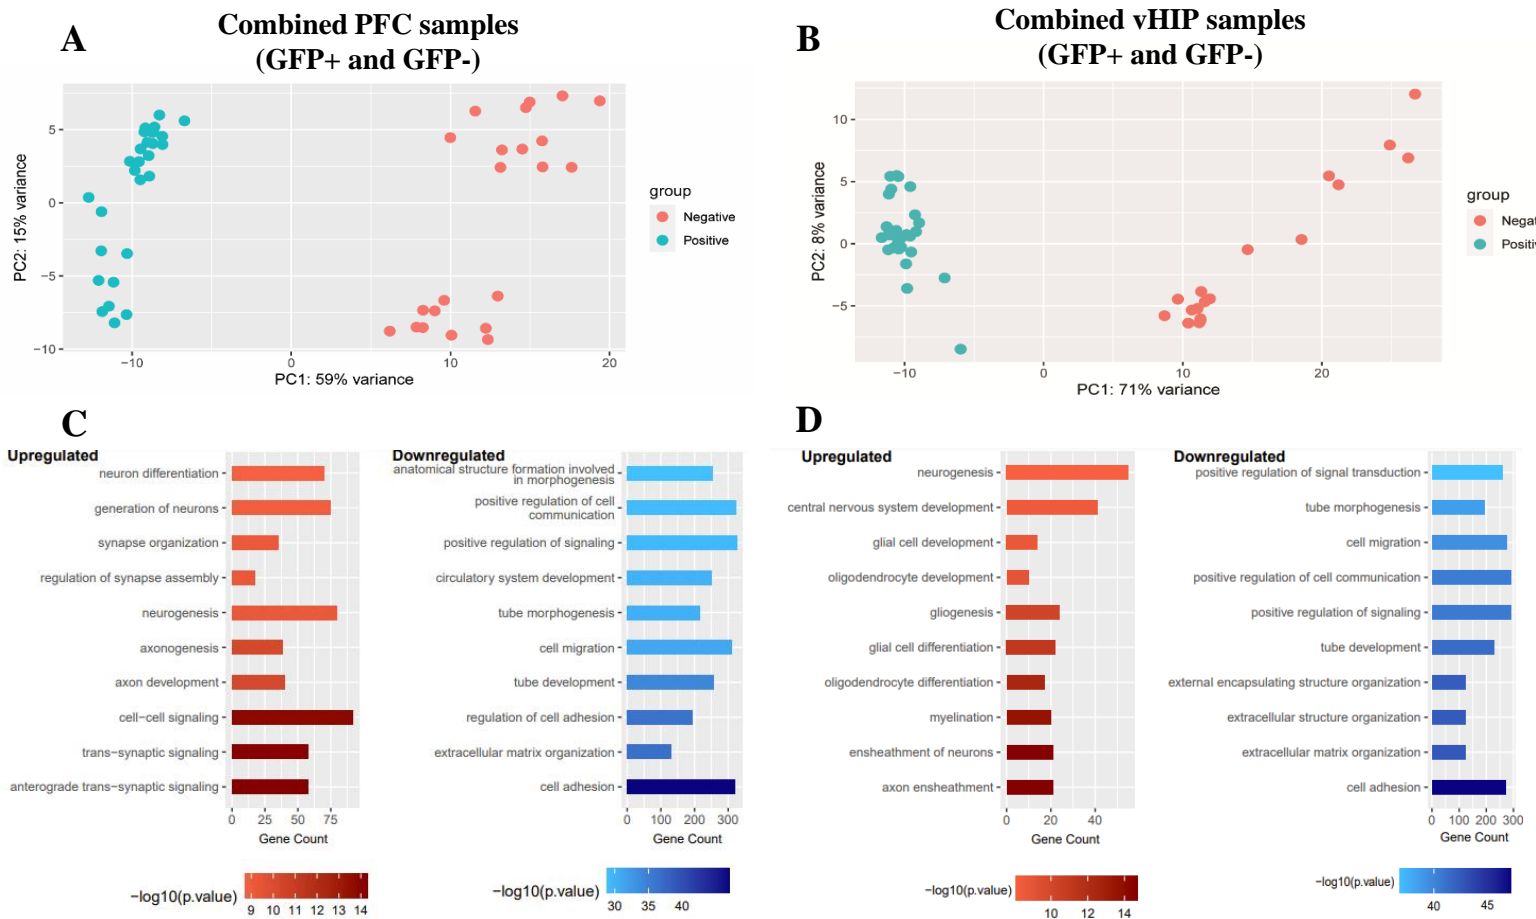 A
Combined PFC samples
(GFP+ and GFP-)
5
0
−5
−10
PC2: 15% variance
−10
0
10
20
PC1: 59% variance
group
Negative
Positive
B
Combined vHIP samples
(GFP+ and GFP-)
10
5
0
−5
PC2: 8% variance
−10
0
10
20
PC1: 71% variance
group
Negat
Positi
C
Upregulated
neuron differentiation
generation of neurons
synapse organization
regulation of synapse assembly
neurogenesis
axonogenesis
axon development
cell−cell signaling
trans−synaptic signaling
anterograde trans−synaptic signaling
0
25
50
75
Gene Count
−log10(p.value)
9 10 11 12 13 14
Downregulated
anatomical structure formation involved
in morphogenesis
positive regulation of cell
communication
positive regulation of signaling
circulatory system development
tube morphogenesis
cell migration
tube development
regulation of cell adhesion
extracellular matrix organization
cell adhesion
0
100
200
300
Gene Count
−log10(p.value)
30 35 40
D
Upregulated
neurogenesis
central nervous system development
glial cell development
oligodendrocyte development
gliogenesis
glial cell differentiation
oligodendrocyte differentiation
myelination
ensheathment of neurons
axon ensheathment
0
20
40
Gene Count
−log10(p.value)
10 12 14
Downregulated
positive regulation of signal transduction
tube morphogenesis
cell migration
positive regulation of cell communication
positive regulation of signaling
tube development
external encapsulating structure organization
extracellular structure organization
extracellular matrix organization
cell adhesion
0
100
200
300
Gene Count
−log10(p.value)
40 45